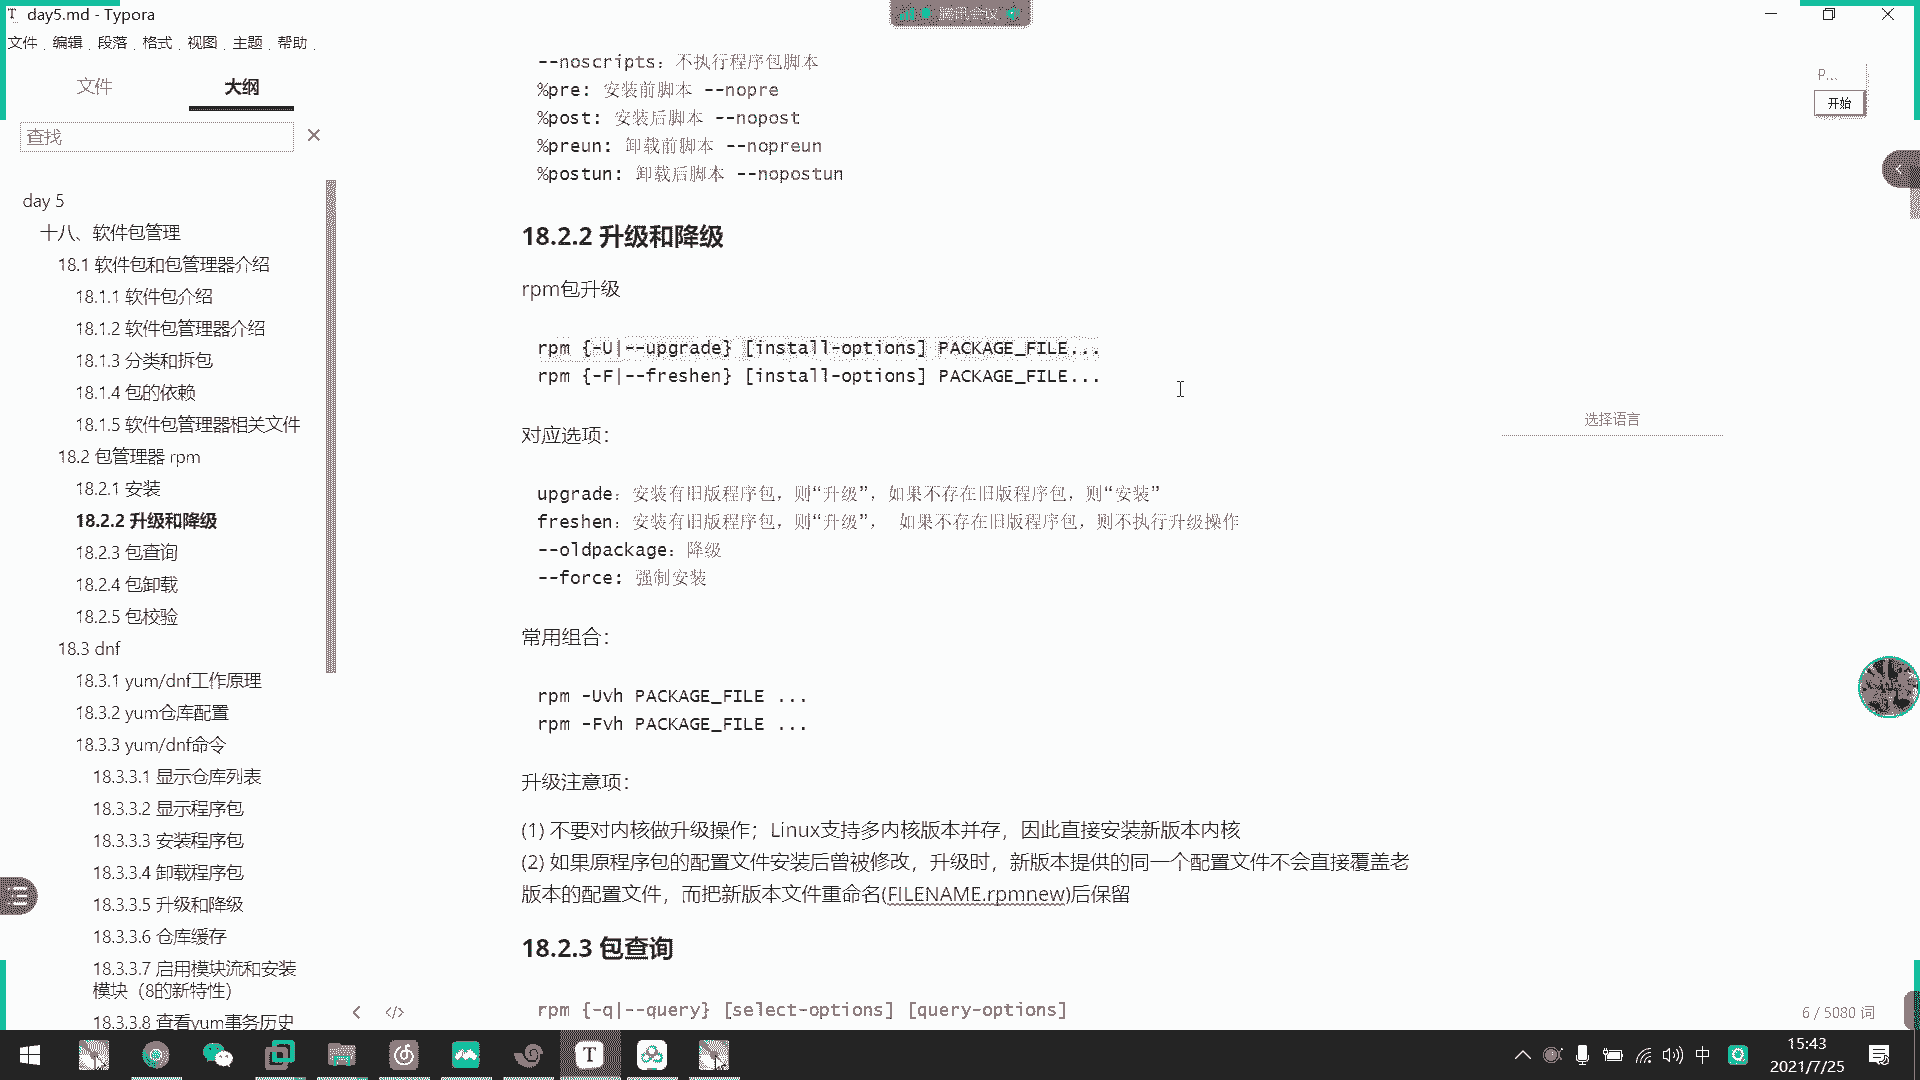 day5.md - Typora
腾讯会议
文件 编辑 段落 格式 视图 主题 帮助
文件 大纲
查找
day 5
十八、软件包管理
18.1 软件包和包管理器介绍
18.1.1 软件包介绍
18.1.2 软件包管理器介绍
18.1.3 分类和拆包
18.1.4 包的依赖
18.1.5 软件包管理器相关文件
18.2 包管理器 rpm
18.2.1 安装
18.2.2 升级和降级
18.2.3 包查询
18.2.4 包卸载
18.2.5 包校验
18.3 dnf
18.3.1 yum/dnf工作原理
18.3.2 yum仓库配置
18.3.3 yum/dnf命令
18.3.3.1 显示仓库列表
18.3.3.2 显示程序包
18.3.3.3 安装程序包
18.3.3.4 卸载程序包
18.3.3.5 升级和降级
18.3.3.6 仓库缓存
18.3.3.7 启用模块流和安装
模块（8的新特性）
18.3.3.8 查看yum事务历史
--noscripts：不执行程序包脚本
%pre: 安装前脚本 --nopre
%post: 安装后脚本 --nopost
%preun: 卸载前脚本 --nopreun
%postun: 卸载后脚本 --nopostun
18.2.2 升级和降级
rpm包升级
rpm {-U|--upgrade} [install-options] PACKAGE_FILE...
rpm {-F|--freshen} [install-options] PACKAGE_FILE...
对应选项：
upgrade：安装有旧版程序包，则“升级”，如果不存在旧版程序包，则“安装”
freshen：安装有旧版程序包，则“升级”， 如果不存在旧版程序包，则不执行升级操作
--oldpackage：降级
--force: 强制安装
常用组合：
rpm -Uvh PACKAGE_FILE ...
rpm -Fvh PACKAGE_FILE ...
升级注意项：
(1) 不要对内核做升级操作；Linux支持多内核版本并存，因此直接安装新版本内核
(2) 如果原程序包的配置文件安装后曾被修改，升级时，新版本提供的同一个配置文件不会直接覆盖老
版本的配置文件，而把新版本文件重命名(FILENAME.rpmnew)后保留
18.2.3 包查询
rpm {-q|--query} [select-options] [query-options]
P...
开始
选择语言
6 / 5080 词
中
15:43
2021/7/25